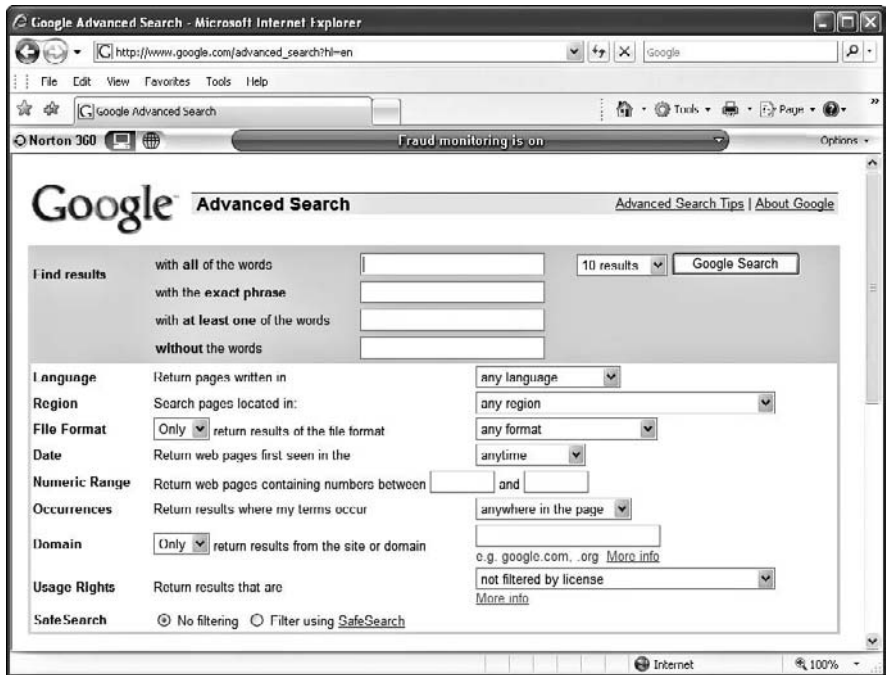 Google Advanced Search - Microsoft Internet Explorer
http://www.google.com/advanced_search?hl=en
Google
File Edit View Favorites Tools Help
Google Advanced Search
Tools Page
Norton 360
Fraud monitoring is on
Options
Google Advanced Search
Advanced Search Tips | About Google
Find results
with all of the words
10 results
Google Search
with the exact phrase
with at least one of the words
without the words
Language Return pages written in any language
Region Search pages located in: any region
File Format Only return results of the file format any format
Date Return web pages first seen in the anytime
Numeric Range Return web pages containing numbers between and
Occurrences Return results where my terms occur anywhere in the page
Domain Only return results from the site or domain
e.g. google.com, .org More info
Usage Rights Return results that are not filtered by license
More info
SafeSearch No filtering Filter using SafeSearch
Internet 100%